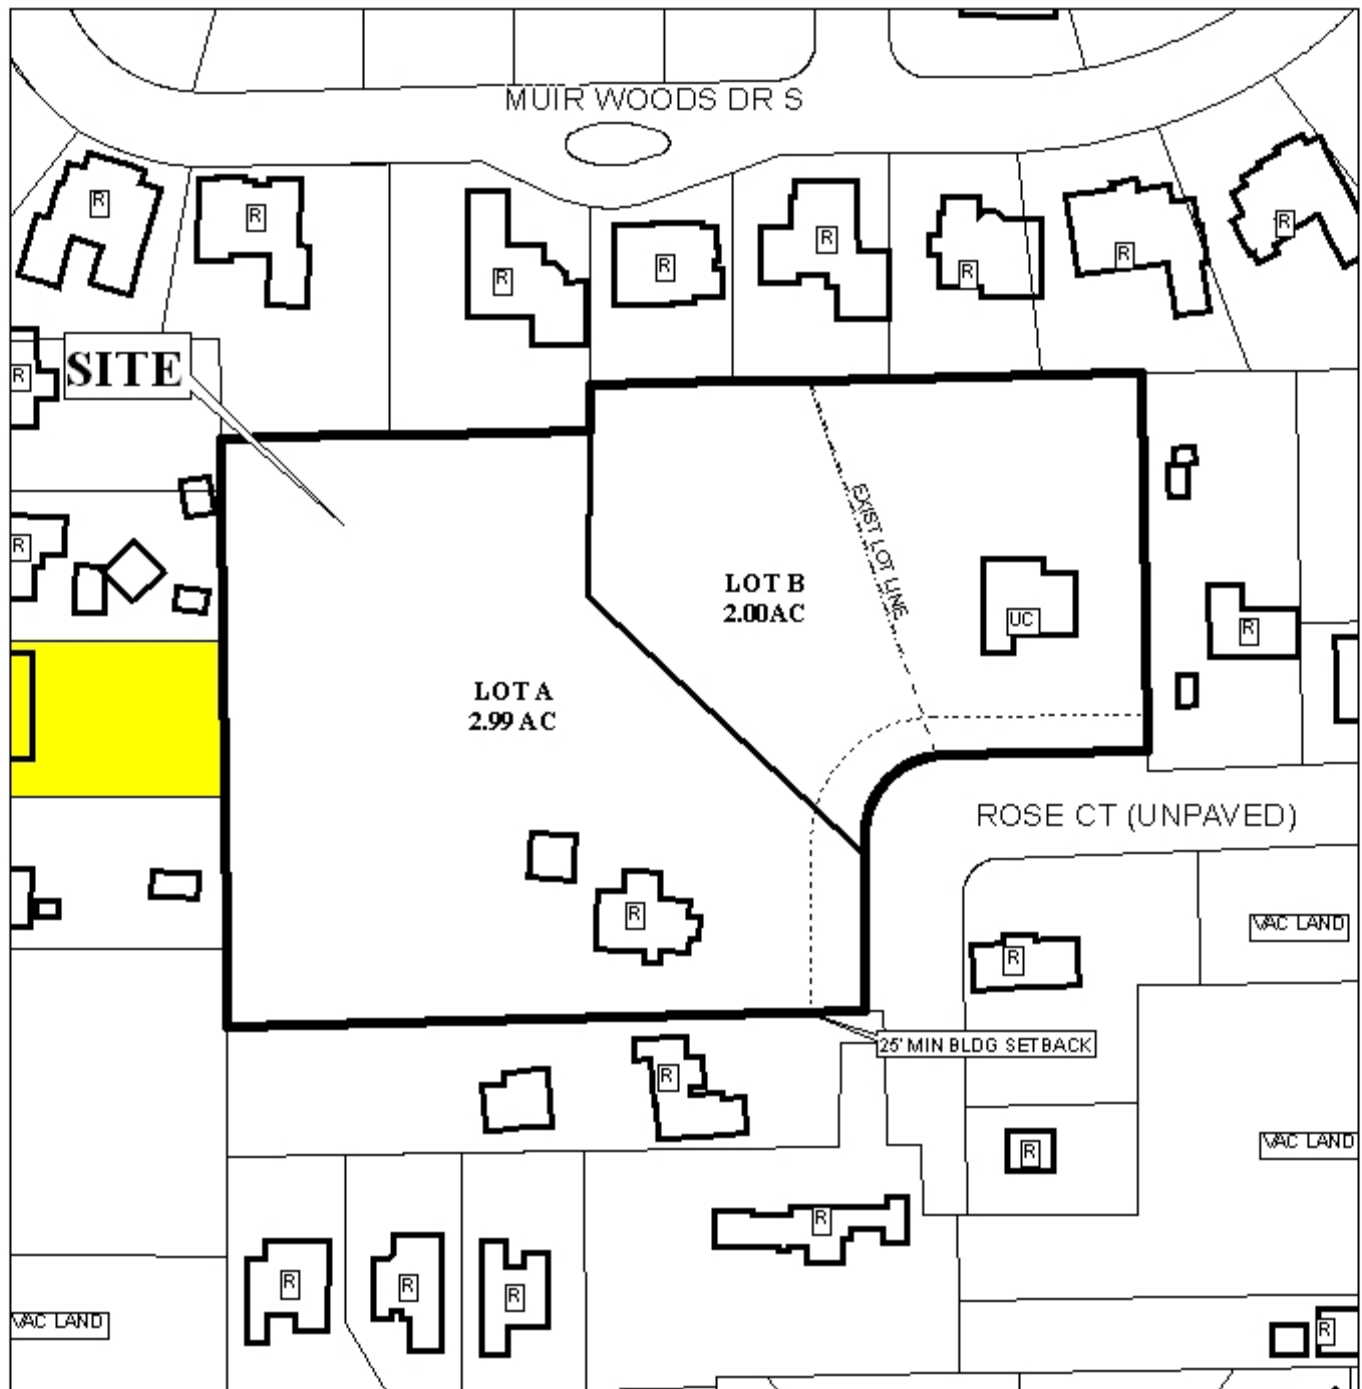 MUIR WOODS DR S
R
R
R
R
R
R
R
R
R
SITE
R
EXIST LOT LINE
LOT B
2.00AC
UC
R
LOT A
2.99 AC
ROSE CT (UNPAVED)
R
R
VAC LAND
25' MIN BLDG SETBACK
R
R
VAC LAND
R
R
R
R
VAC LAND
R